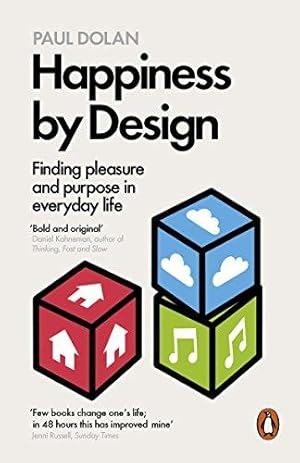 PAUL DOLAN
Happiness
by Design
Finding pleasure
and purpose in
everyday life
‘Bold and original’
Daniel Kahneman, author of
Thinking, Fast and Slow
‘Few books change one’s life;
in 48 hours this has improved mine’
Jenni Russell, Sunday Times